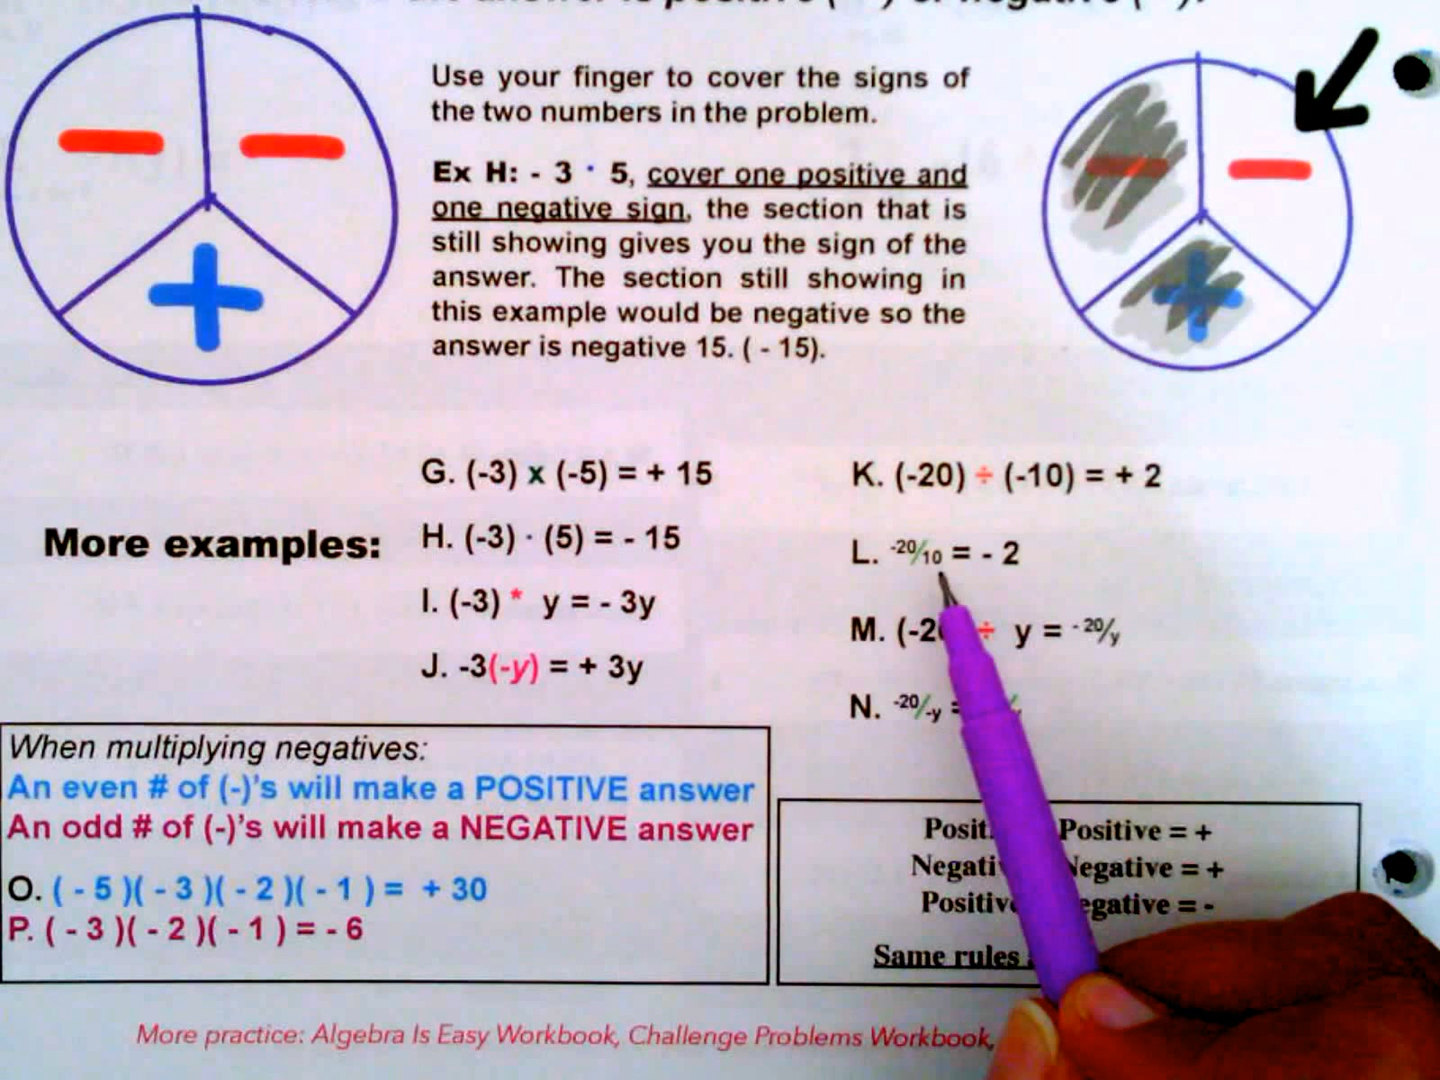 answer is positive ( ) or negative ( ).
Use your finger to cover the signs of
the two numbers in the problem.
Ex H: - 3 · 5, cover one positive and
one negative sign, the section that is
still showing gives you the sign of the
answer. The section still showing in
this example would be negative so the
answer is negative 15. ( - 15).
More examples:
G. (-3) x (-5) = + 15
H. (-3) · (5) = - 15
I. (-3) * y = - 3y
J. -3(-y) = + 3y
K. (-20) ÷ (-10) = + 2
L. -20/10 = - 2
M. (-2 ÷ y = -20/y
N. -20/-y =
When multiplying negatives:
An even # of (-)'s will make a POSITIVE answer
An odd # of (-)'s will make a NEGATIVE answer
O. ( - 5 )( - 3 )( - 2 )( - 1 ) = + 30
P. ( - 3 )( - 2 )( - 1 ) = - 6
Posit Positive = +
Negati Negative = +
Positiv egative = -
Same rules
More practice: Algebra Is Easy Workbook, Challenge Problems Workbook,